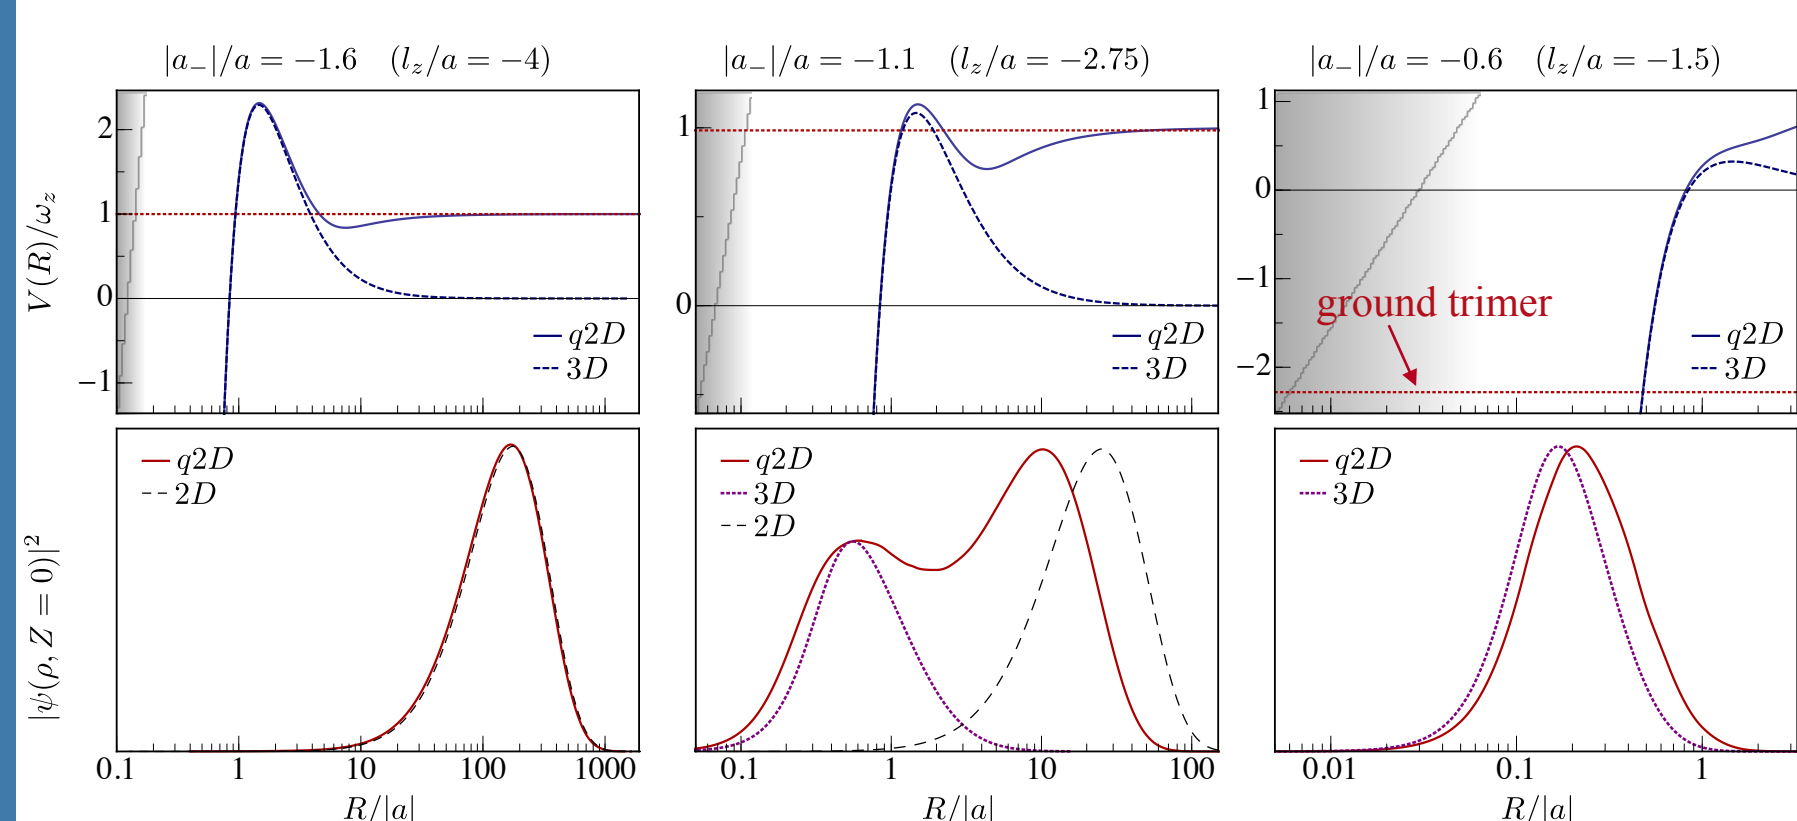 |a₋|/a = −1.6 (l_z/a = −4)
|a₋|/a = −1.1 (l_z/a = −2.75)
|a₋|/a = −0.6 (l_z/a = −1.5)
V(R)/ω_z
2
1
0
−1
q2D
3D
1
0
q2D
3D
1
0
−1
−2
ground trimer
q2D
3D
|ψ(ρ, Z = 0)|²
q2D
2D
0.1 1 10 100 1000
R/|a|
q2D
3D
2D
0.1 1 10 100
R/|a|
q2D
3D
0.01 0.1 1
R/|a|